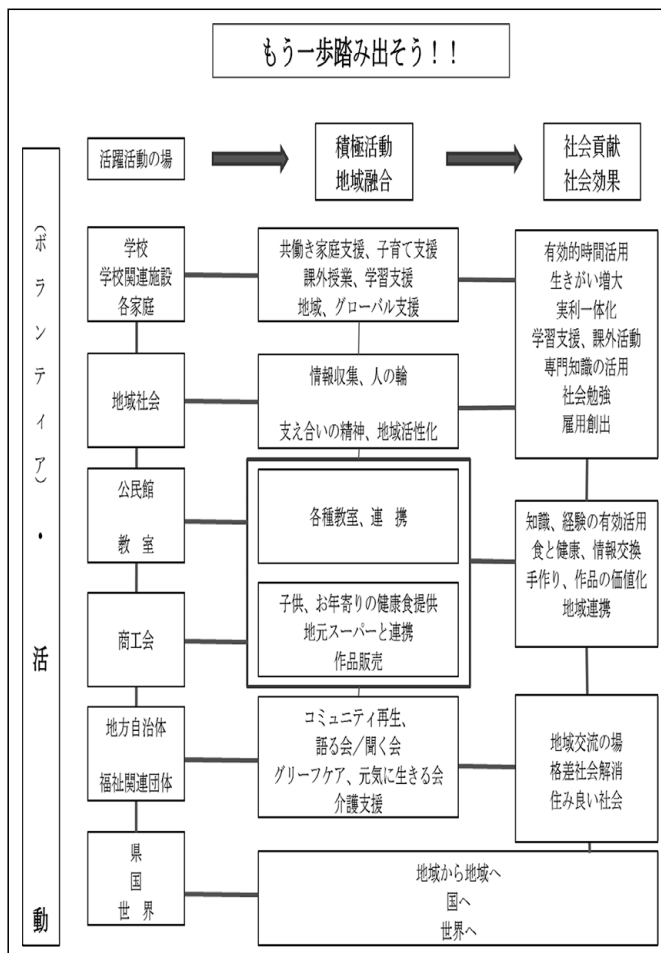 もう一歩踏み出そう！！
活躍活動の場
積極活動
地域融合
社会貢献
社会効果
（ボランティア）・活動
学校
学校関連施設
各家庭
共働き家庭支援、子育て支援
課外授業、学習支援
地域、グローバル支援
有効的時間活用
生きがい増大
実利一体化
学習支援、課外活動
専門知識の活用
社会勉強
雇用創出
地域社会
情報収集、人の輪
支え合いの精神、地域活性化
公民館
教　室
各種教室、連　携
知識、経験の有効活用
食と健康、情報交換
手作り、作品の価値化
地域連携
商工会
子供、お年寄りの健康食提供
地元スーパーと連携
作品販売
地方自治体
福祉関連団体
コミュニティ再生、
語る会／聞く会
グリーフケア、元気に生きる会
介護支援
地域交流の場
格差社会解消
住み良い社会
県
国
世　界
地域から地域へ
国へ
世界へ